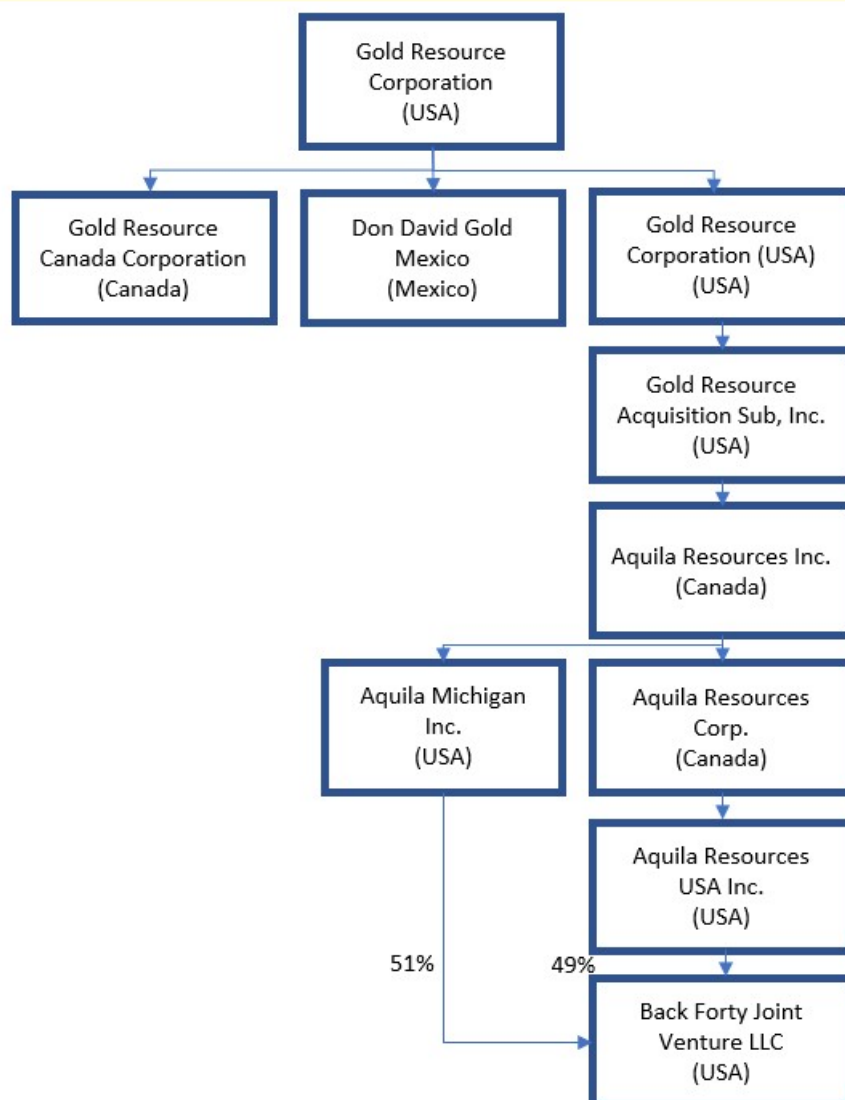 Gold Resource
Corporation
(USA)
Gold Resource
Canada Corporation
(Canada)
Don David Gold
Mexico
(Mexico)
Gold Resource
Corporation (USA)
(USA)
Gold Resource
Acquisition Sub, Inc.
(USA)
Aquila Resources Inc.
(Canada)
Aquila Michigan
Inc.
(USA)
Aquila Resources
Corp.
(Canada)
Aquila Resources
USA Inc.
(USA)
51%
49%
Back Forty Joint
Venture LLC
(USA)